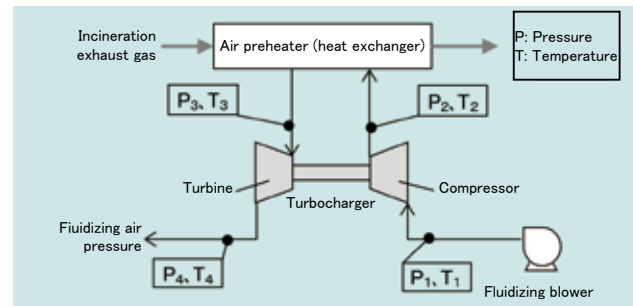 Incineration
exhaust gas
Air preheater (heat exchanger)
P: Pressure
T: Temperature
P₃、T₃
P₂、T₂
Turbine
Compressor
Turbocharger
Fluidizing air
pressure
P₄、T₄
P₁、T₁
Fluidizing blower